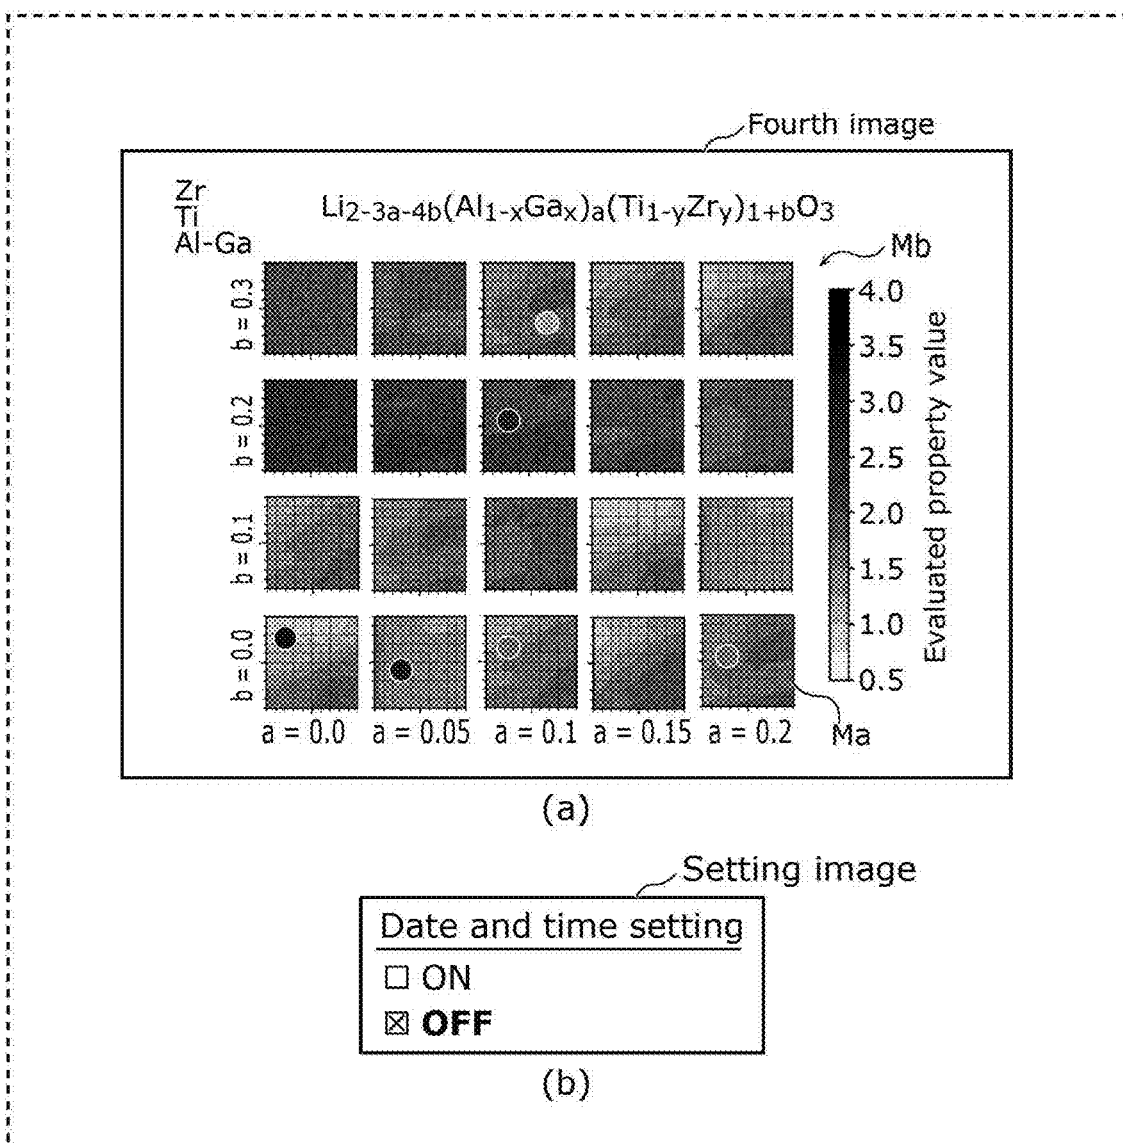 Fourth image
Zr
Ti
Al-Ga
Li2-3a-4b(Al1-xGax)a(Ti1-yZry)1+bO3
Mb
b = 0.3
b = 0.2
b = 0.1
b = 0.0
a = 0.0 a = 0.05 a = 0.1 a = 0.15 a = 0.2
4.0
3.5
3.0
2.5
2.0
1.5
1.0
0.5
Evaluated property value
Ma
(a)
Setting image
Date and time setting
ON
OFF
(b)